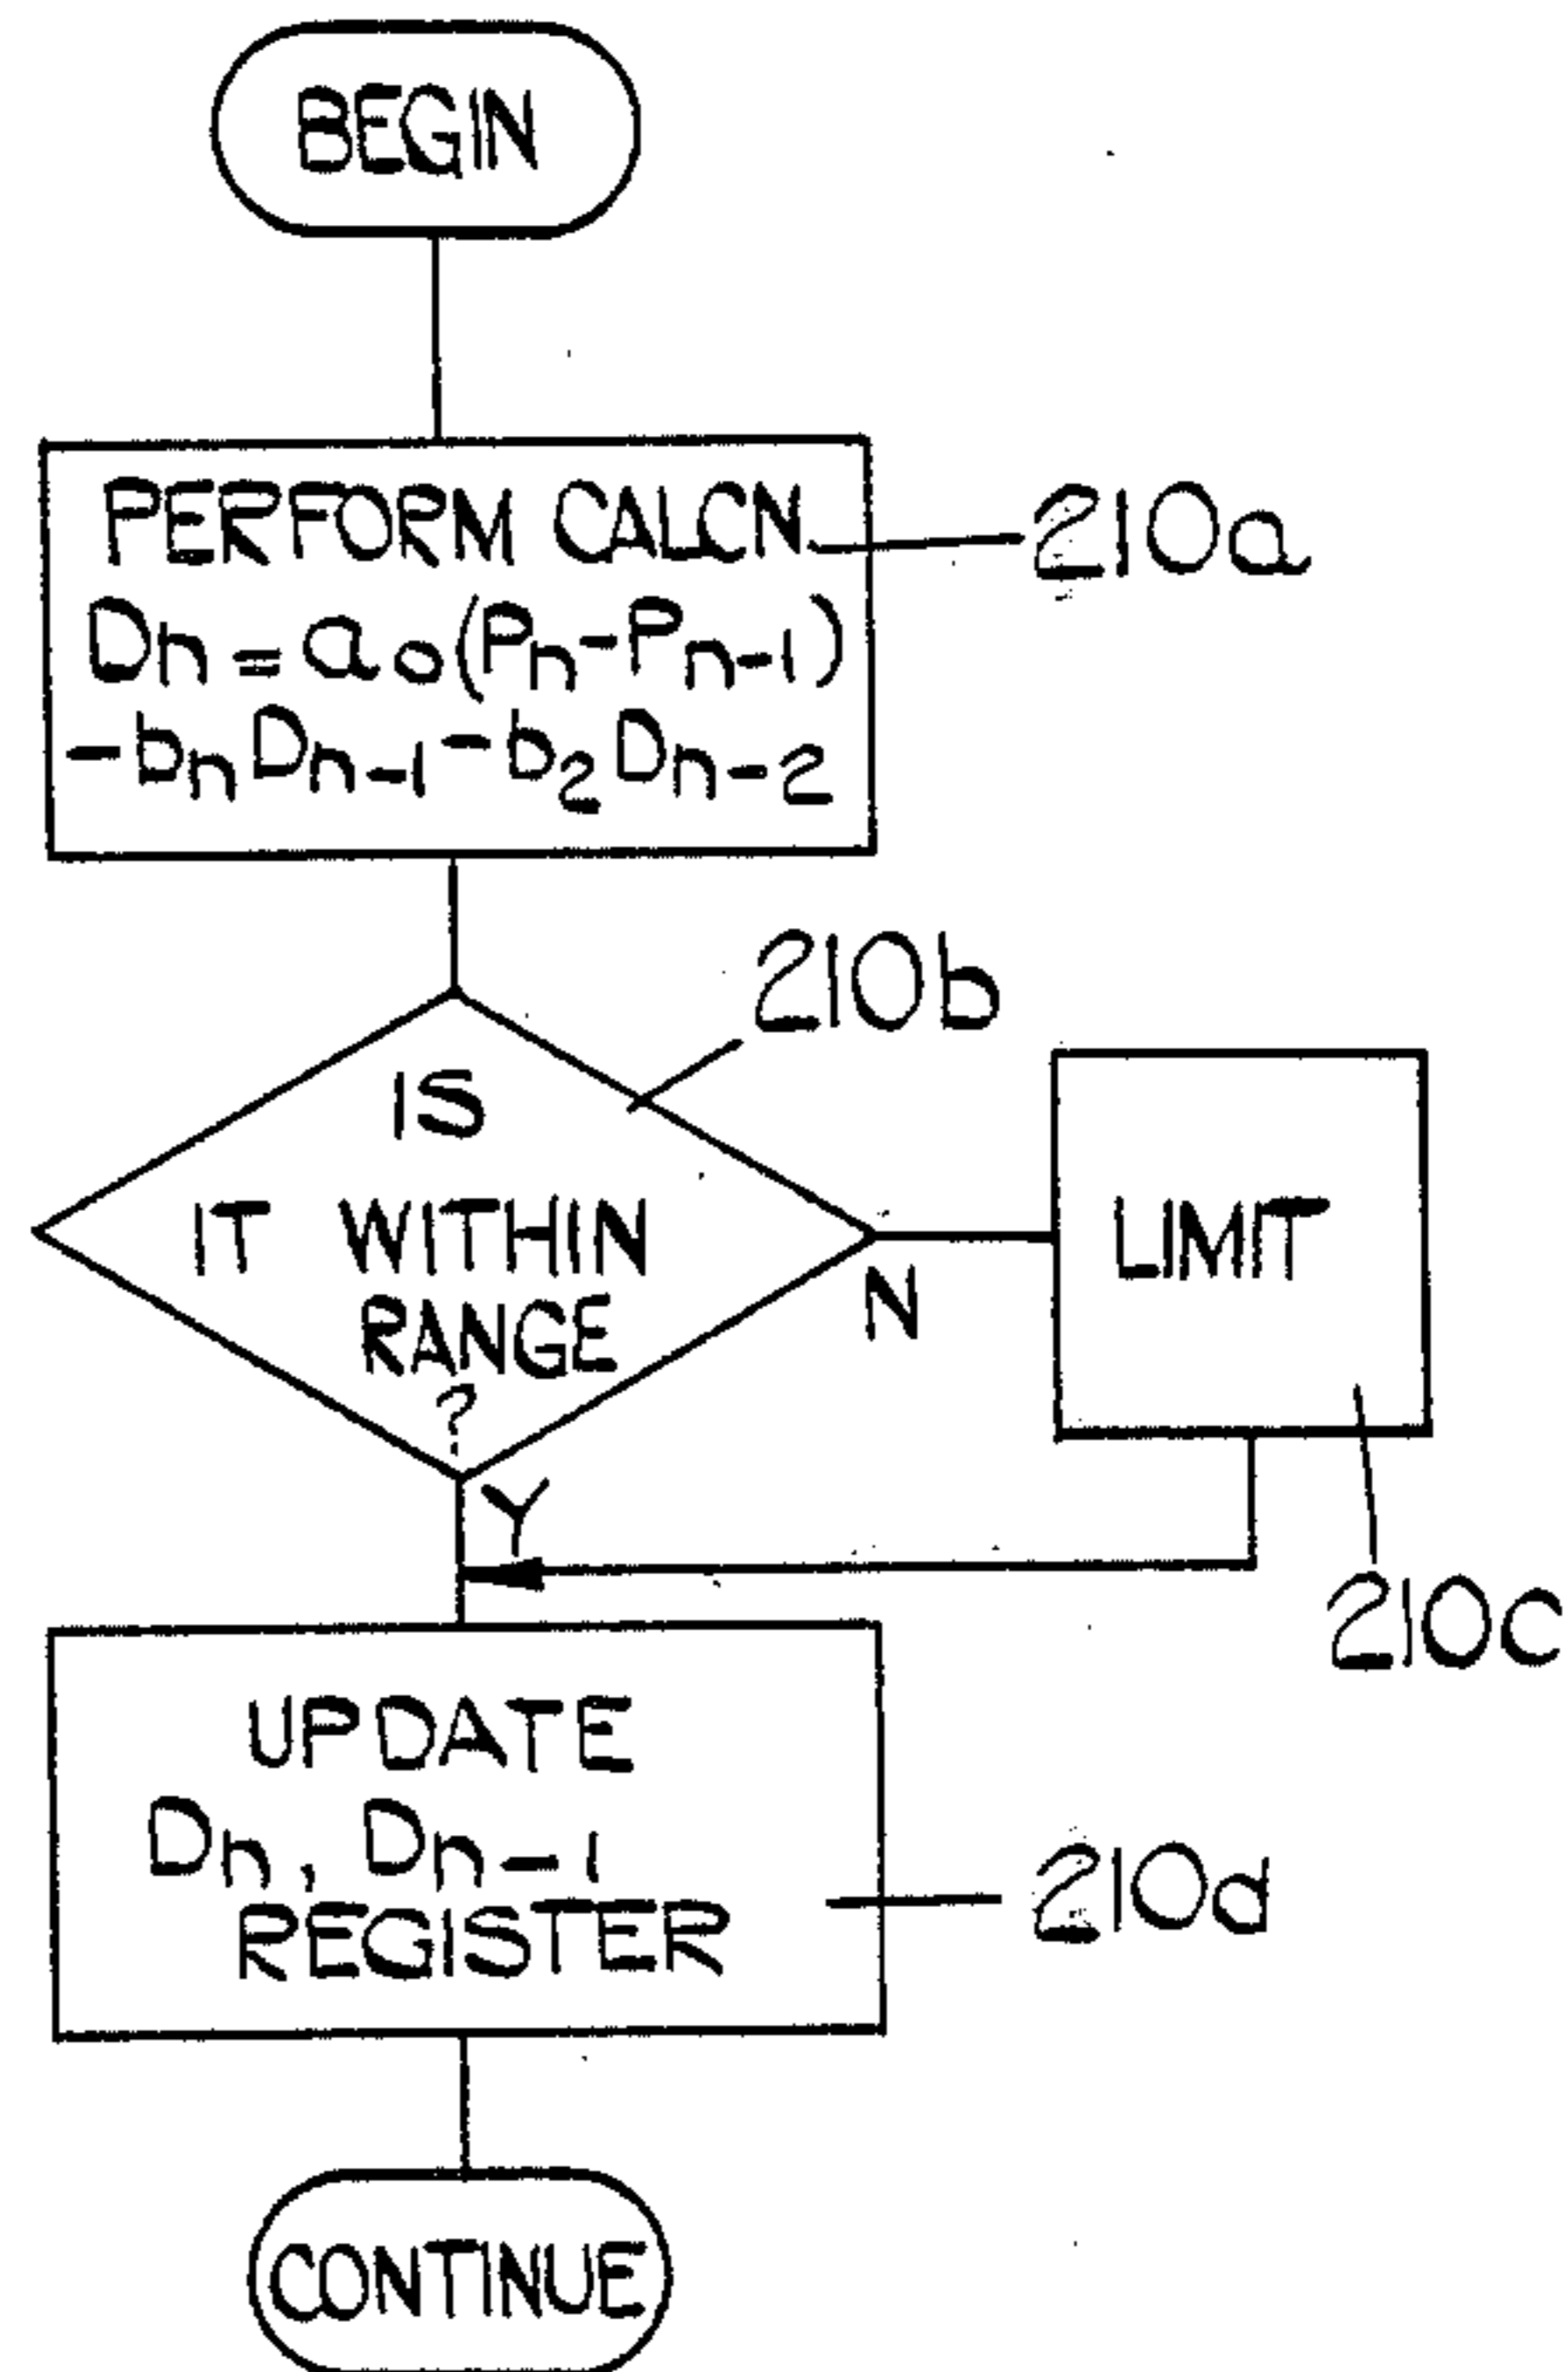 BEGIN
PERFORM CALCN.
Dn = a0(Pn-Pn-1)
-bnDn-1-b2Dn-2
210a
210b
IS
IT WITHIN
RANGE
?
N
LIMIT
Y
210c
UPDATE
Dn, Dn-1
REGISTER
210d
CONTINUE